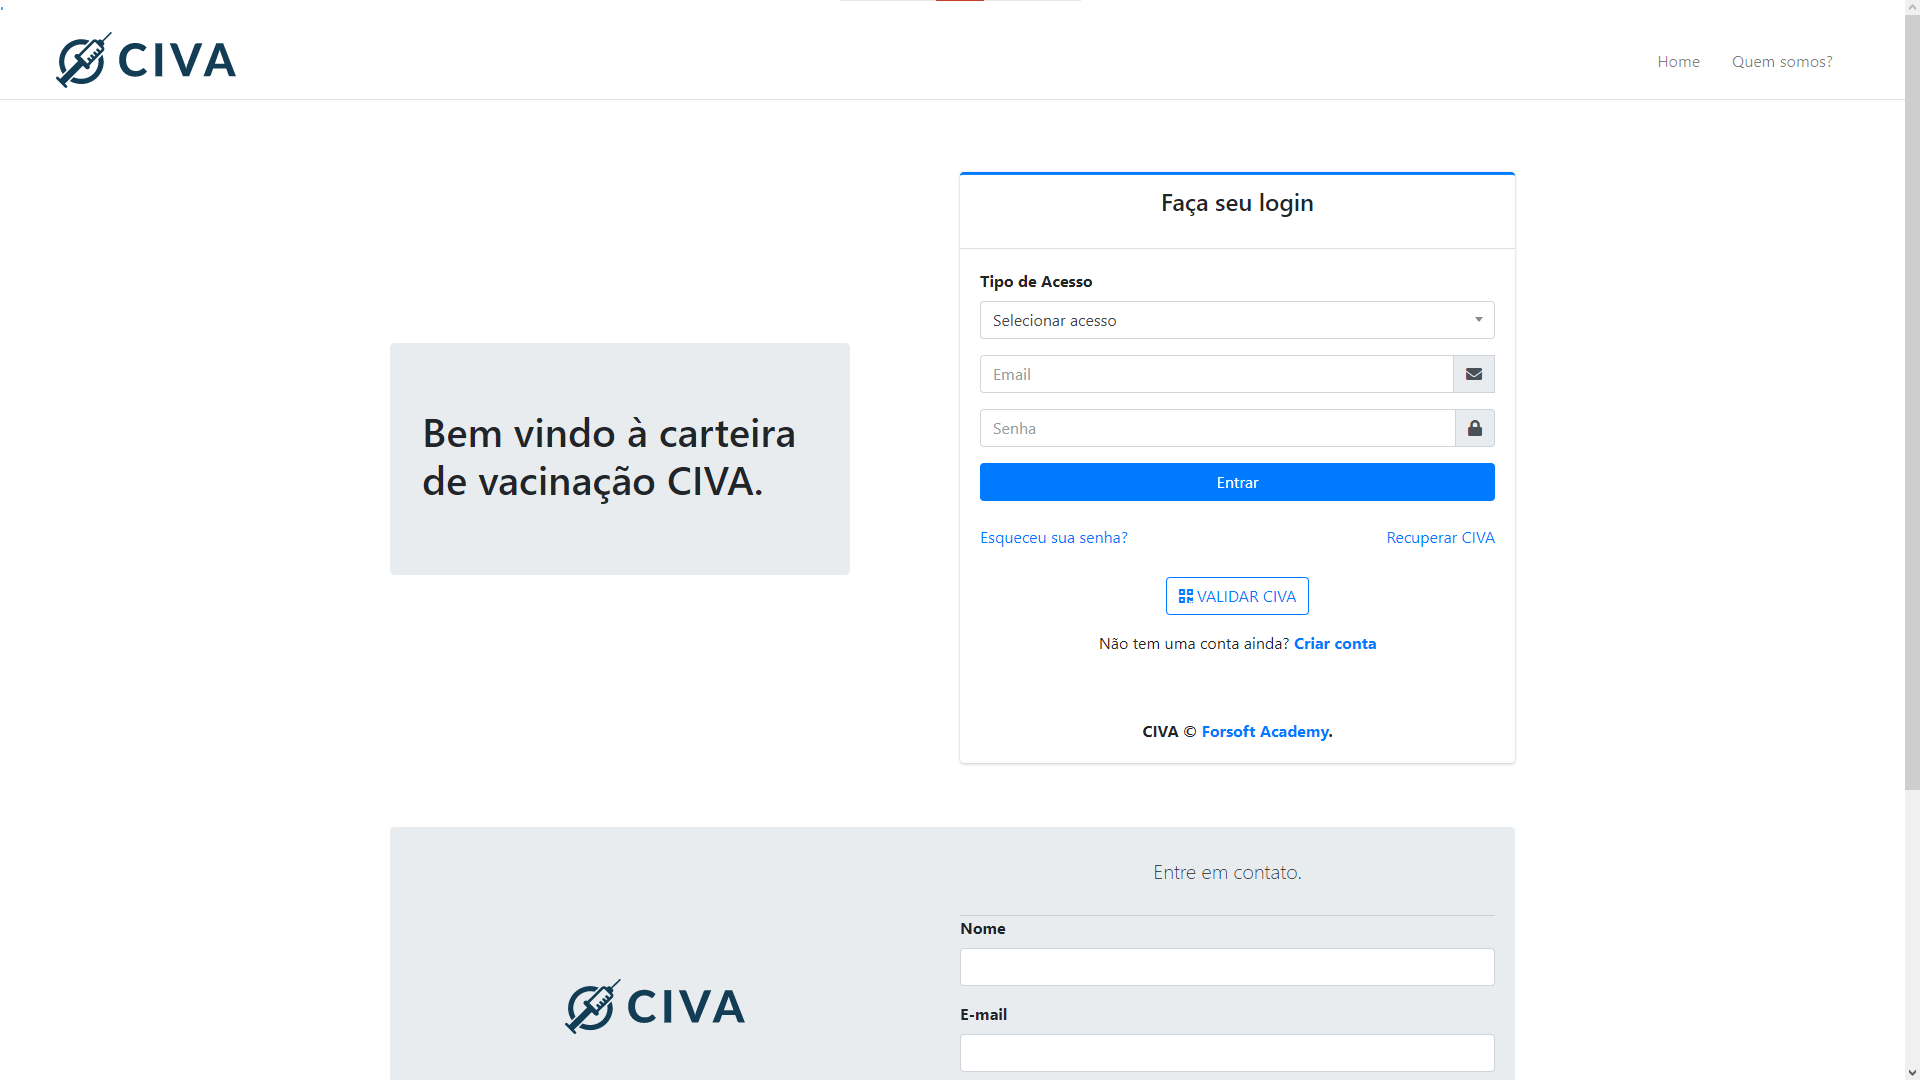 CIVA
Home
Quem somos?
Faça seu login
Tipo de Acesso
Selecionar acesso
Email
Senha
Entrar
Esqueceu sua senha?
Recuperar CIVA
VALIDAR CIVA
Não tem uma conta ainda? Criar conta
CIVA © Forsoft Academy.
Bem vindo à carteira
de vacinação CIVA.
CIVA
Entre em contato.
Nome
E-mail